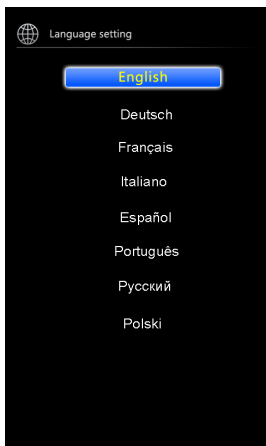 Language setting
English
Deutsch
Français
Italiano
Español
Português
Русский
Polski